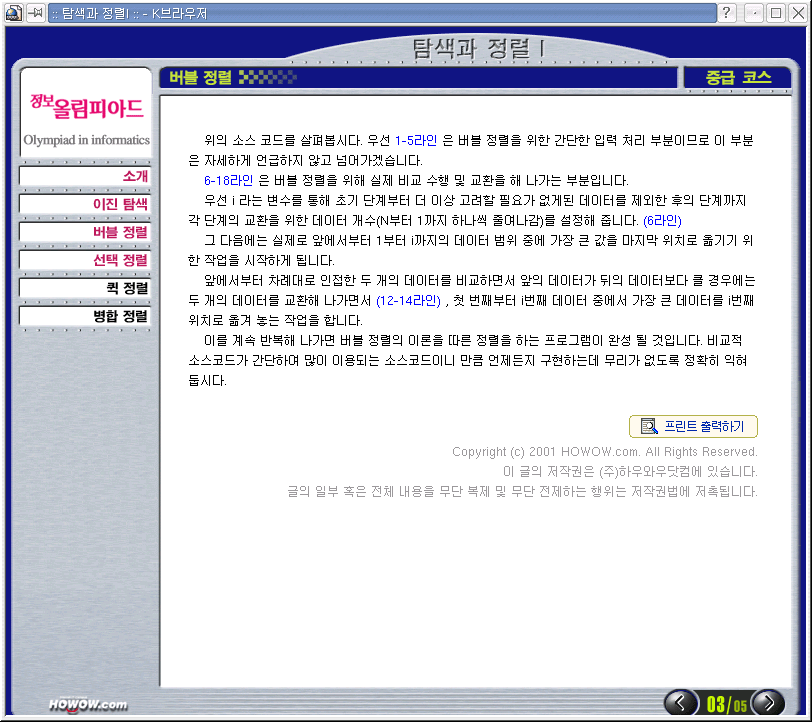 :: 탐색과 정렬I :: - K브라우저
탐색과 정렬 I
버블 정렬
중급 코스
정보올림피아드
Olympiad in informatics
소개
이진 탐색
버블 정렬
선택 정렬
퀵 정렬
병합 정렬
위의 소스 코드를 살펴봅시다. 우선 1-5라인 은 버블 정렬을 위한 간단한 입력 처리 부분이므로 이 부분
은 자세하게 언급하지 않고 넘어가겠습니다.
6-18라인 은 버블 정렬을 위해 실제 비교 수행 및 교환을 해 나가는 부분입니다.
우선 i 라는 변수를 통해 초기 단계부터 더 이상 고려할 필요가 없게된 데이터를 제외한 후의 단계까지
각 단계의 교환을 위한 데이터 개수(N부터 1까지 하나씩 줄여나감)를 설정해 줍니다. (6라인)
그 다음에는 실제로 앞에서부터 1부터 i까지의 데이터 범위 중에 가장 큰 값을 마지막 위치로 옮기기 위
한 작업을 시작하게 됩니다.
앞에서부터 차례대로 인접한 두 개의 데이터를 비교하면서 앞의 데이터가 뒤의 데이터보다 클 경우에는
두 개의 데이터를 교환해 나가면서 (12-14라인) , 첫 번째부터 i번째 데이터 중에서 가장 큰 데이터를 i번째
위치로 옮겨 놓는 작업을 합니다.
이를 계속 반복해 나가면 버블 정렬의 이론을 따른 정렬을 하는 프로그램이 완성 될 것입니다. 비교적
소스코드가 간단하며 많이 이용되는 소스코드이니 만큼 언제든지 구현하는데 무리가 없도록 정확히 익혀
둡시다.
프린트 출력하기
Copyright (c) 2001 HOWOW.com. All Rights Reserved.
이 글의 저작권은 (주)하우와우닷컴에 있습니다.
글의 일부 혹은 전체 내용을 무단 복제 및 무단 전제하는 행위는 저작권법에 저촉됩니다.
HOWOW.com
03/05